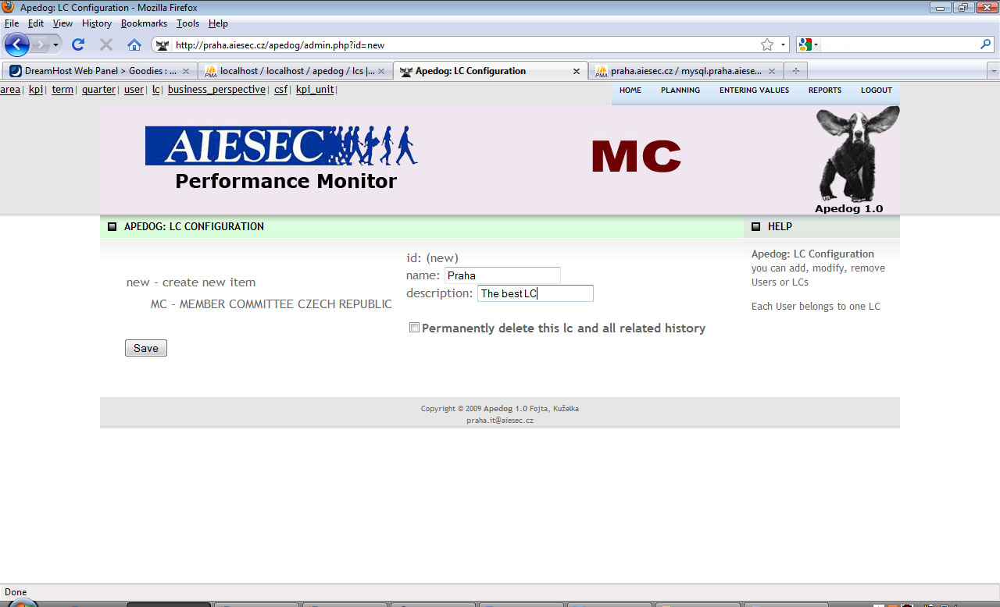 Apedog: LC Configuration - Mozilla Firefox
File Edit View History Bookmarks Tools Help
http://praha.aiesec.cz/apedog/admin.php?id=new
DreamHost Web Panel > Goodies : ... localhost / localhost / apedog / lcs |... Apedog: LC Configuration praha.aiesec.cz / mysql.praha.aiese...
area| kpi| term| quarter| user| lc| business_perspective| csf| kpi_unit|
HOME PLANNING ENTERING VALUES REPORTS LOGOUT
AIESEC
Performance Monitor
MC
Apedog 1.0
APEDOG: LC CONFIGURATION
HELP
id: (new)
name: Praha
description: The best LC
new - create new item
MC - MEMBER COMMITTEE CZECH REPUBLIC
Permanently delete this lc and all related history
Save
Apedog: LC Configuration
you can add, modify, remove
Users or LCs
Each User belongs to one LC
Copyright © 2009 Apedog 1.0 Fojta, Kuželka
praha.it@aiesec.cz
Done